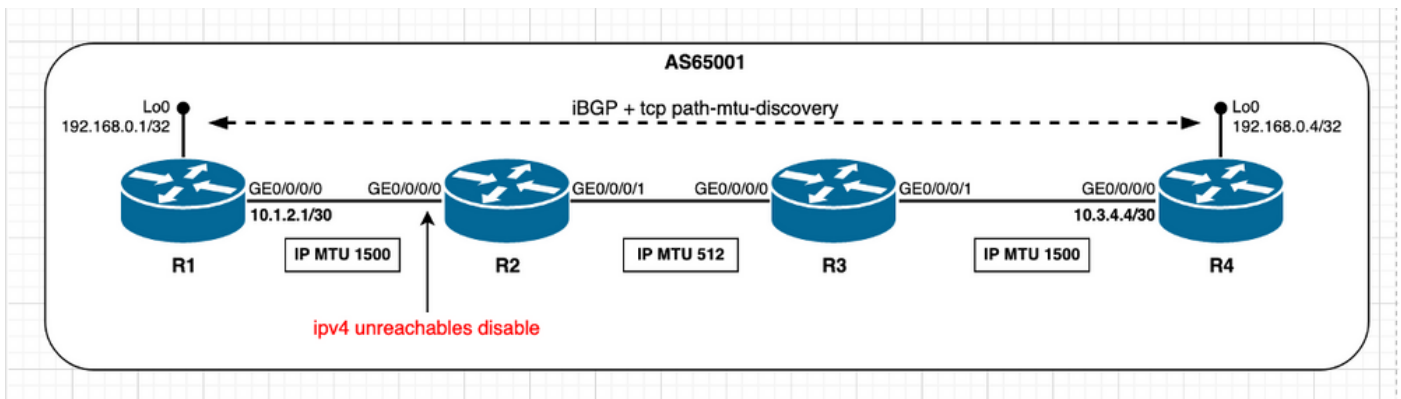 AS65001
iBGP + tcp path-mtu-discovery
Lo0
192.168.0.1/32
Lo0
192.168.0.4/32
GE0/0/0/0
GE0/0/0/0
GE0/0/0/1
GE0/0/0/0
GE0/0/0/1
GE0/0/0/0
10.1.2.1/30
10.3.4.4/30
IP MTU 1500
IP MTU 512
IP MTU 1500
R1
R2
R3
R4
ipv4 unreachables disable